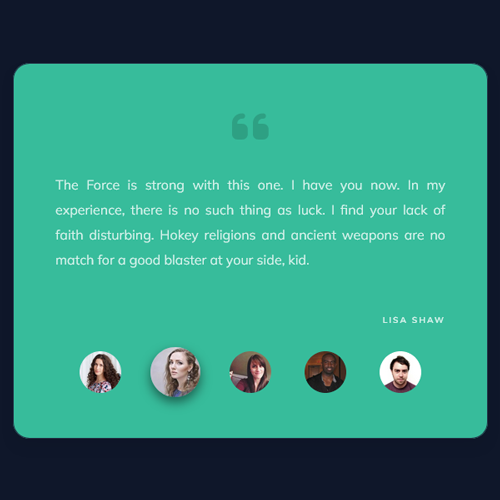 The Force is strong with this one. I have you now. In my
experience, there is no such thing as luck. I find your lack of
faith disturbing. Hokey religions and ancient weapons are no
match for a good blaster at your side, kid.
LISA SHAW